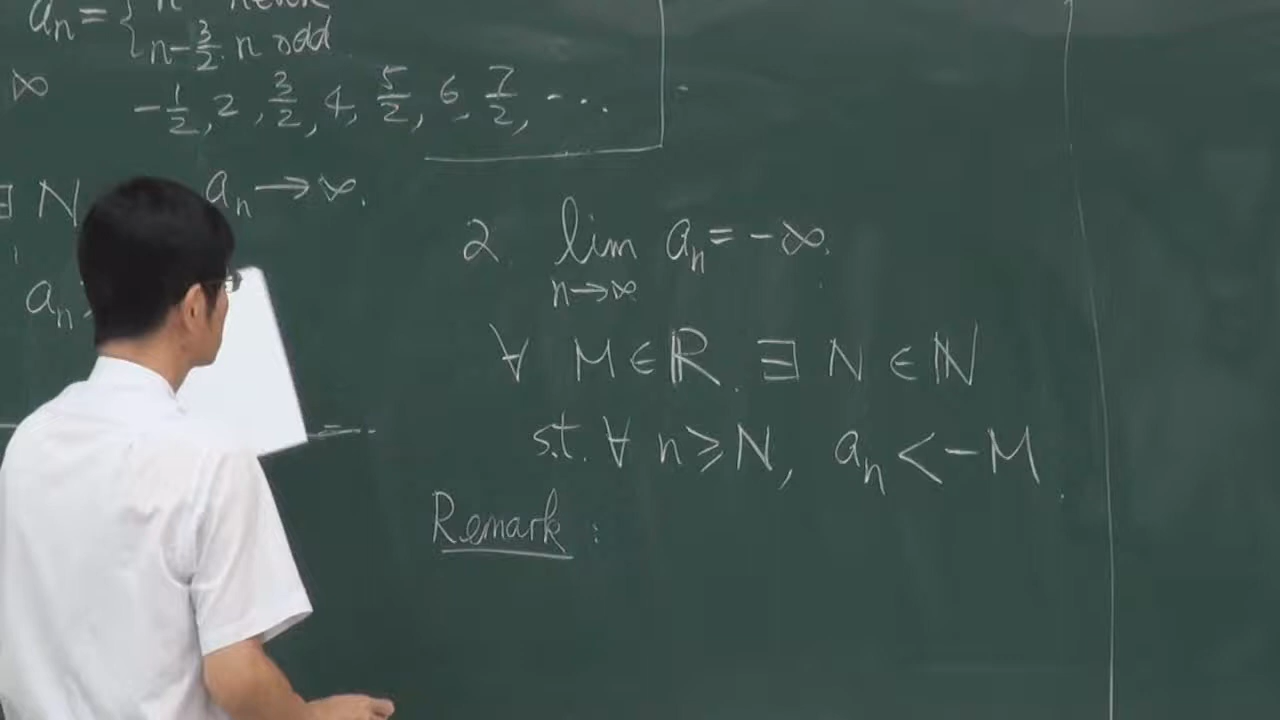 aₙ = { n n even
n - 3/2. n odd
∞ -1/2, 2, 3/2, 4, 5/2, 6, 7/2, ...
∃ N aₙ → ∞.
aₙ
2. lim aₙ = -∞.
n→∞
∀ M ∈ ℝ. ∃ N ∈ ℕ
s.t. ∀ n ≥ N, aₙ < -M.
Remark :